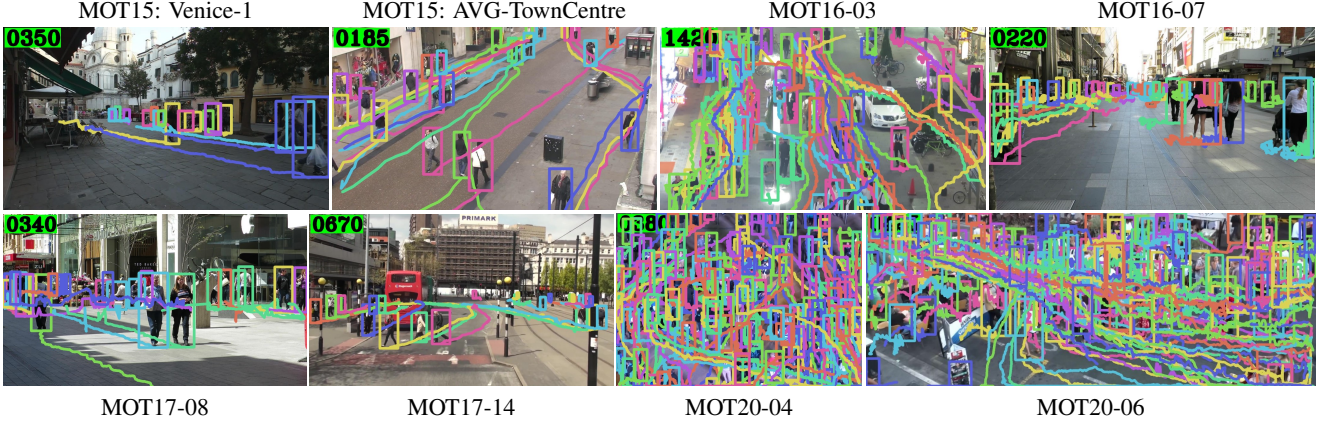 MOT15: Venice-1 MOT15: AVG-TownCentre MOT16-03 MOT16-07
0350 0185 1420 0220
0340 0670
PRIMARK
MOT17-08 MOT17-14 MOT20-04 MOT20-06